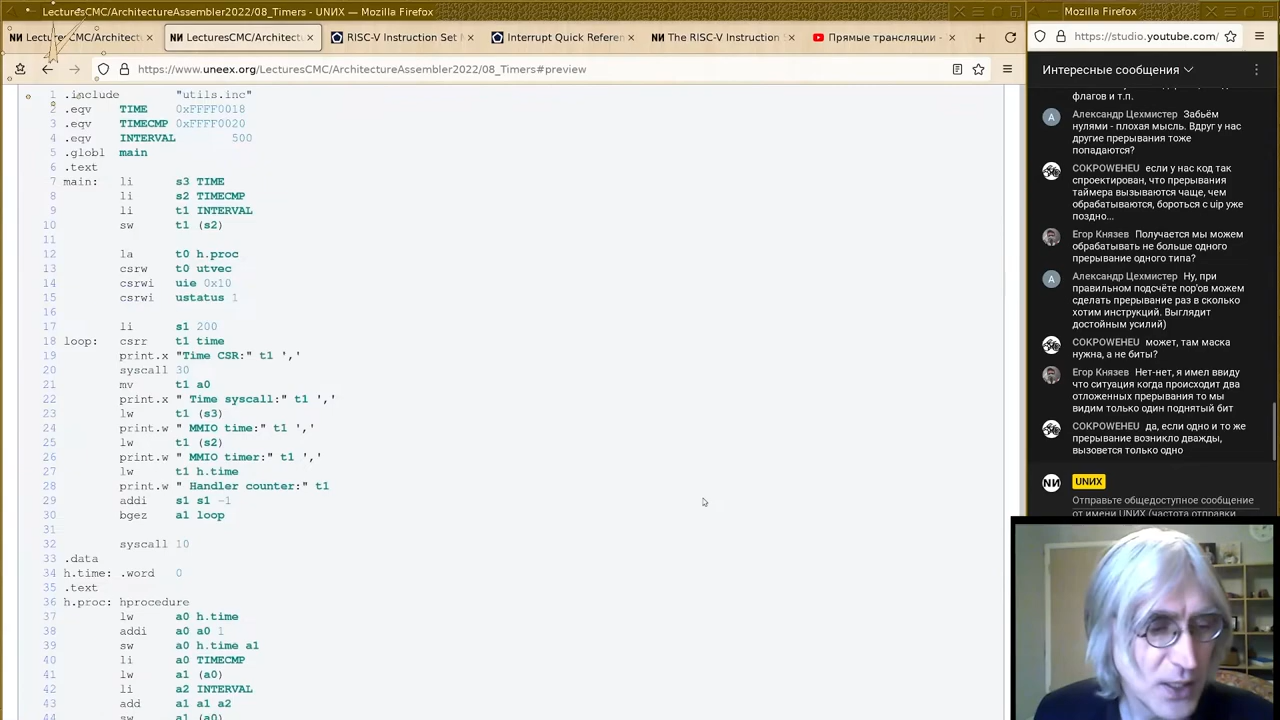 LecturesCMC/ArchitectureAssembler2022/08_Timers - UNИX — Mozilla Firefox
Mozilla Firefox
LecturesCMC/Architectu
LecturesCMC/Architectu
RISC-V Instruction Set M
Interrupt Quick Referen
The RISC-V Instruction S
Прямые трансляции -
https://www.uneex.org/LecturesCMC/ArchitectureAssembler2022/08_Timers#preview
https://studio.youtube.com/
1 .include "utils.inc"
2 .eqv TIME 0xFFFF0018
3 .eqv TIMECMP 0xFFFF0020
4 .eqv INTERVAL 500
5 .globl main
6 .text
7 main: li s3 TIME
8 li s2 TIMECMP
9 li t1 INTERVAL
10 sw t1 (s2)
11
12 la t0 h.proc
13 csrw t0 utvec
14 csrwi uie 0x10
15 csrwi ustatus 1
16
17 li s1 200
18 loop: csrr t1 time
19 print.x "Time CSR:" t1 ','
20 syscall 30
21 mv t1 a0
22 print.x " Time syscall:" t1 ','
23 lw t1 (s3)
24 print.w " MMIO time:" t1 ','
25 lw t1 (s2)
26 print.w " MMIO timer:" t1 ','
27 lw t1 h.time
28 print.w " Handler counter:" t1
29 addi s1 s1 -1
30 bgez a1 loop
31
32 syscall 10
33 .data
34 h.time: .word 0
35 .text
36 h.proc: hprocedure
37 lw a0 h.time
38 addi a0 a0 1
39 sw a0 h.time a1
40 li a0 TIMECMP
41 lw a1 (a0)
42 li a2 INTERVAL
43 add a1 a1 a2
44 sw a1 (a0)
Интересные сообщения
флагов и т.п.
Александр Цехмистер Забьём
нулями - плохая мысль. Вдруг у нас
другие прерывания тоже
попадаются?
COKPOWEHEU если у нас код так
спроектирован, что прерывания
таймера вызываются чаще, чем
обрабатываются, бороться с uip уже
поздно...
Егор Князев Получается мы можем
обрабатывать не больше одного
прерывание одного типа?
Александр Цехмистер Ну, при
правильном подсчёте nop'ов можем
сделать прерывание раз в сколько
хотим инструкций. Выглядит
достойным усилий)
COKPOWEHEU может, там маска
нужна, а не биты?
Егор Князев Нет-нет, я имел ввиду
что ситуация когда происходит два
отложенных прерывания то мы
видим только один поднятый бит
COKPOWEHEU да, если одно и то же
прерывание возникло дважды,
вызовется только одно
UNИX
Отправьте общедоступное сообщение
от имени UNИX (частота отправки